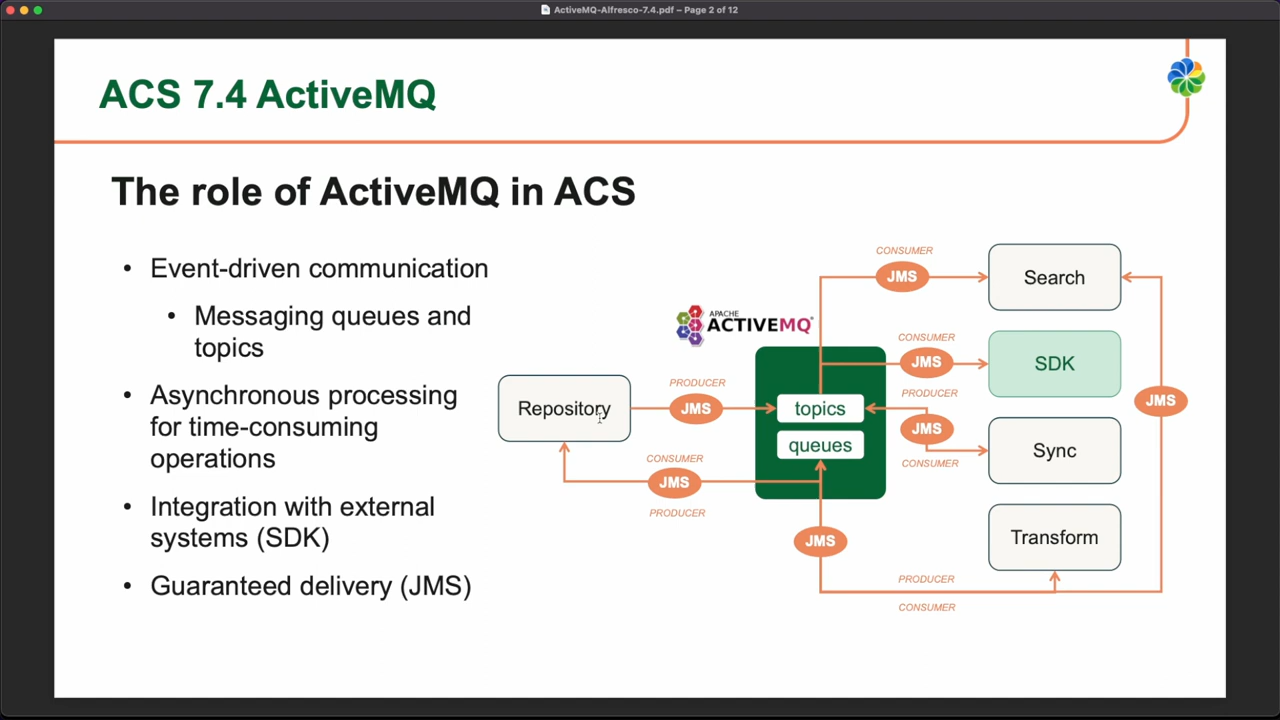 ActiveMQ-Alfresco-7.4.pdf – Page 2 of 12
ACS 7.4 ActiveMQ
The role of ActiveMQ in ACS
• Event-driven communication
• Messaging queues and
topics
• Asynchronous processing
for time-consuming
operations
• Integration with external
systems (SDK)
• Guaranteed delivery (JMS)
APACHE
ACTIVEMQ
Repository
PRODUCER
JMS
CONSUMER
JMS
PRODUCER
topics
queues
CONSUMER
JMS
Search
CONSUMER
JMS
SDK
PRODUCER
JMS
CONSUMER
Sync
JMS
JMS
Transform
PRODUCER
CONSUMER